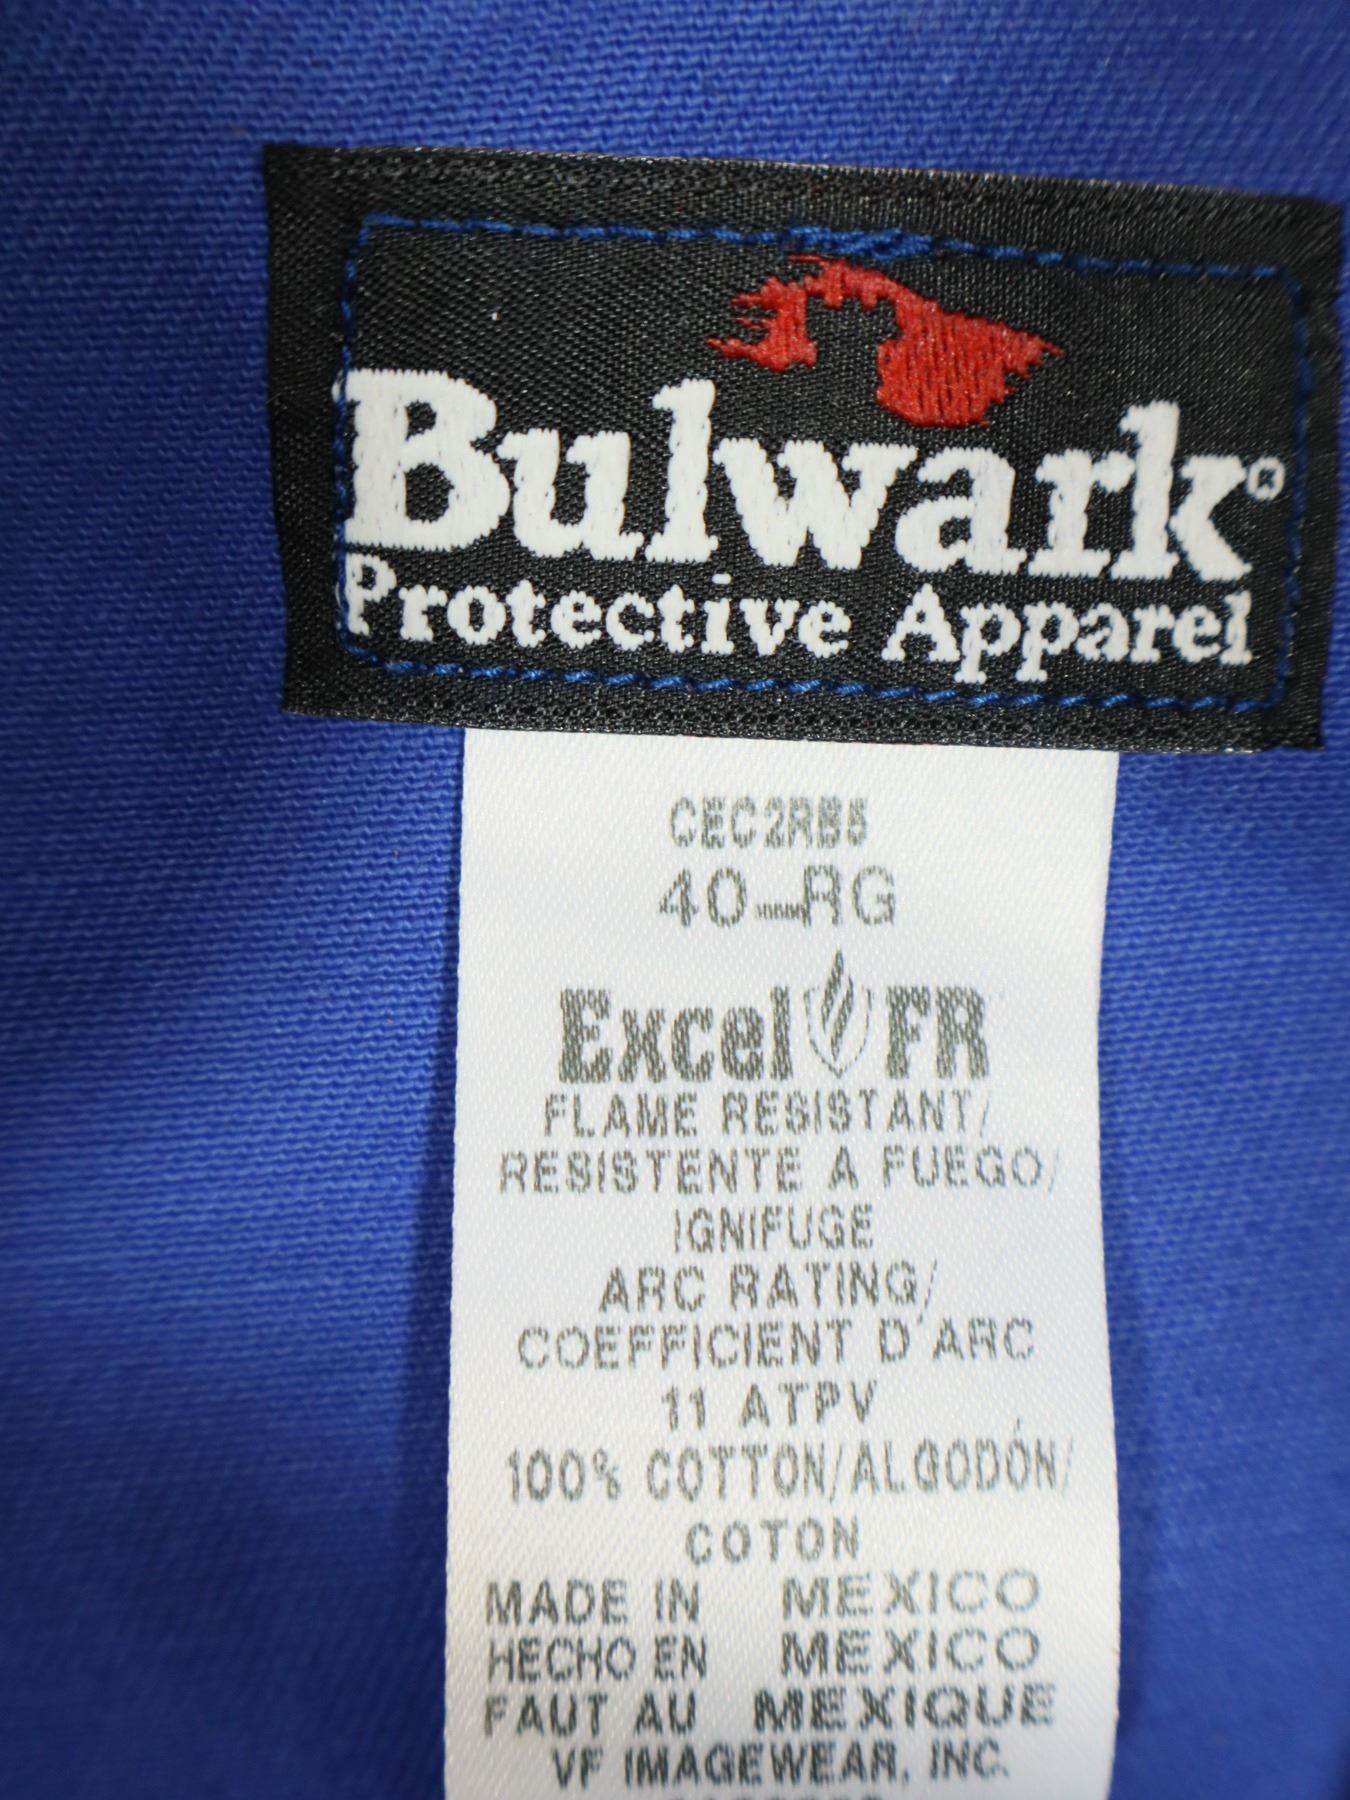 Bulwark®
Protective Apparel
CEC2RB5
40-RG
Excel FR
FLAME RESISTANT/
RESISTENTE A FUEGO/
IGNIFUGE
ARC RATING/
COEFFICIENT D'ARC
11 ATPV
100% COTTON/ALGODÓN/
COTON
MADE IN MEXICO
HECHO EN MEXICO
FAUT AU MEXIQUE
VF IMAGEWEAR, INC.